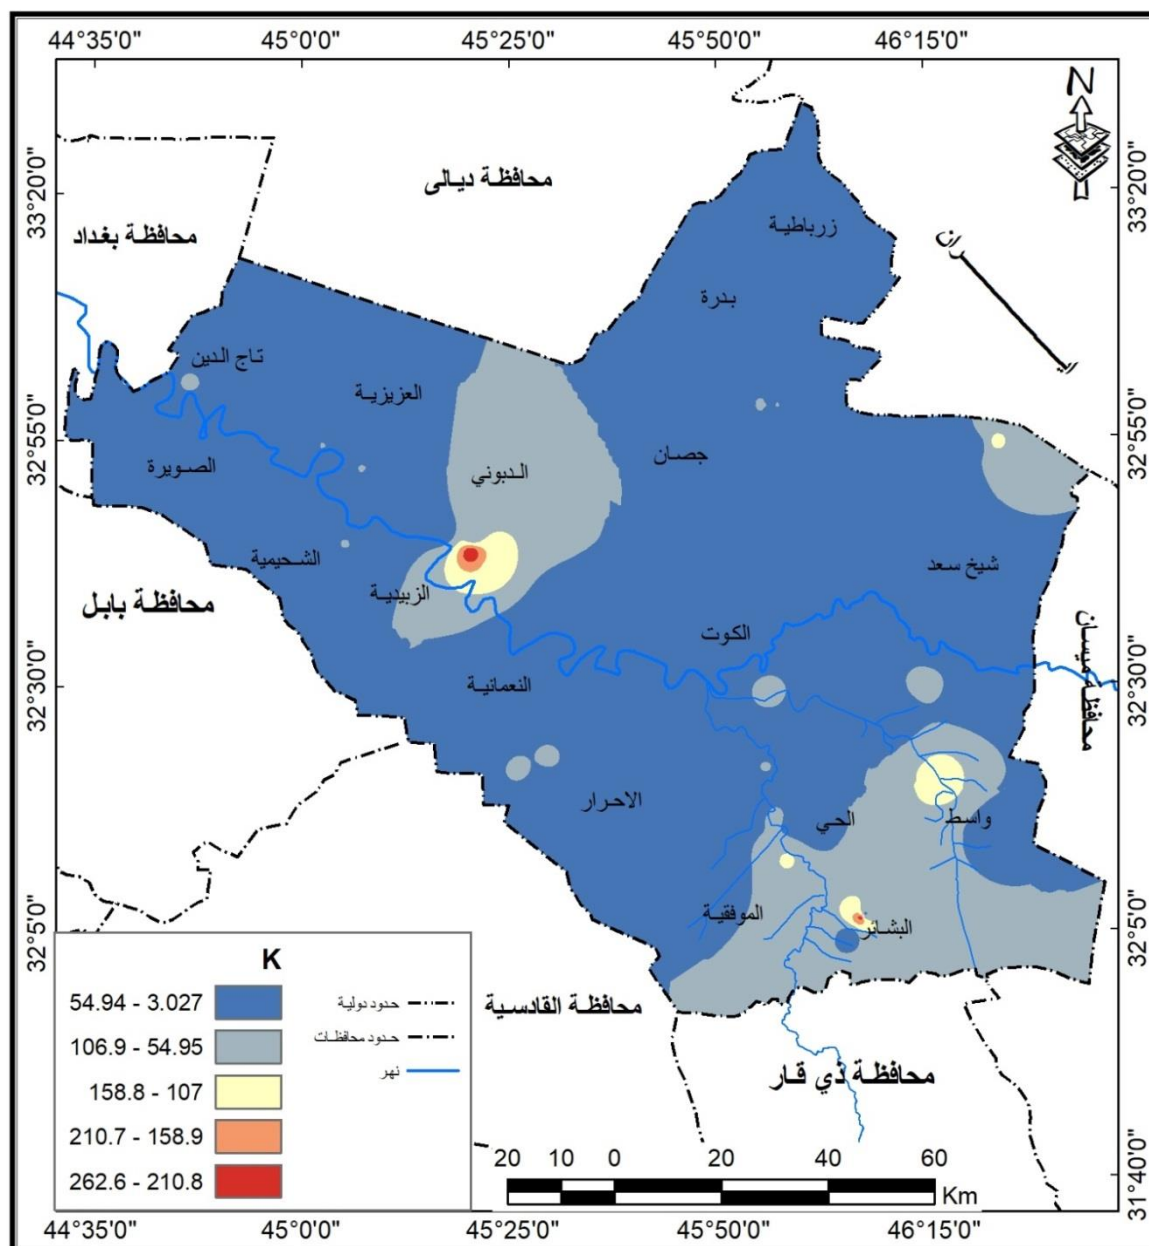 44°35'0" 45°0'0" 45°25'0" 45°50'0" 46°15'0"
N
33°20'0"
33°20'0"
محافظة ديالى
محافظة بغداد
زرباطية
ايران
بدرة
تاج الدين
العزيزية
32°55'0"
32°55'0"
جصان
الدبوني
الصويرة
الشحيمية
شيخ سعد
الزبيدية
محافظة بابل
الكوت
محافظة ميسان
النعمانية
32°30'0"
32°30'0"
الاحرار
الحي
واسط
الموفقية
البشائر
32°5'0"
32°5'0"
محافظة القادسية
محافظة ذي قار
K
54.94 - 3.027
106.9 - 54.95
158.8 - 107
210.7 - 158.9
262.6 - 210.8
حدود دولية
حدود محافظات
نهر
20 10 0 20 40 60
Km
31°40'0"
44°35'0" 45°0'0" 45°25'0" 45°50'0" 46°15'0"